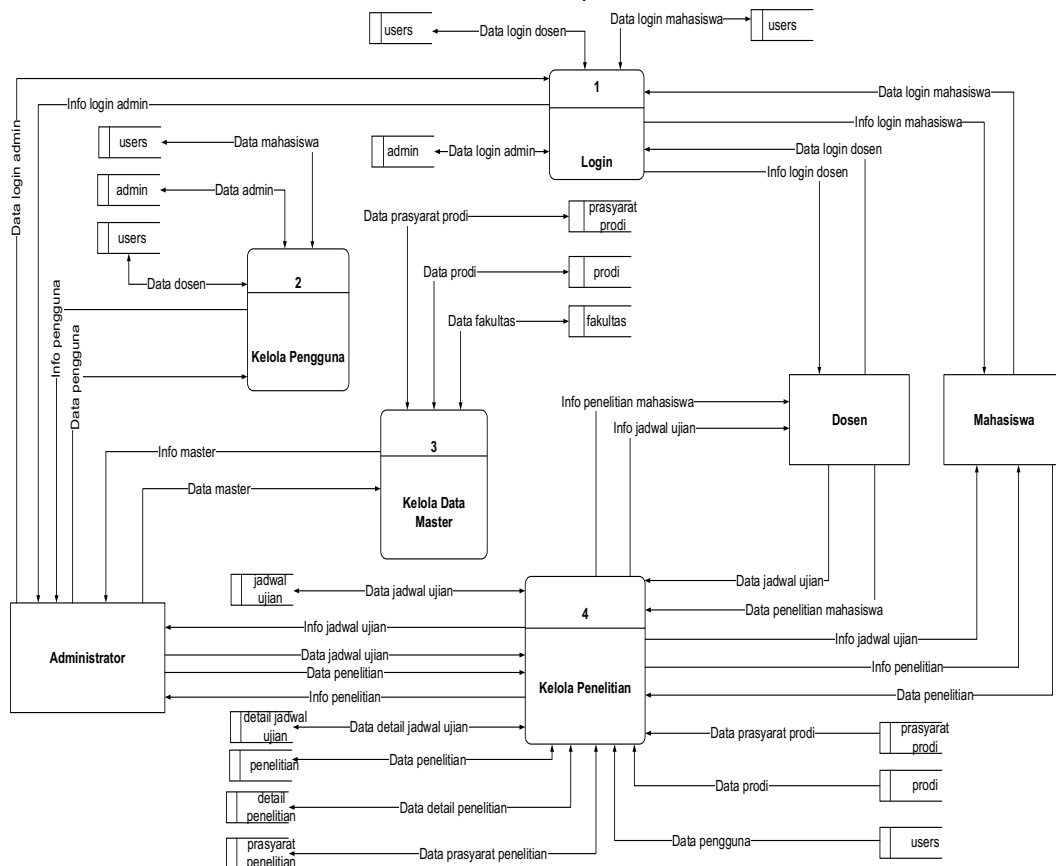 users
Data login dosen
Data login mahasiswa
users
1
Login
Info login admin
Data login mahasiswa
Info login mahasiswa
Data login dosen
Info login dosen
users
Data mahasiswa
admin
Data login admin
admin
Data admin
Data login admin
users
Data dosen
2
Kelola Pengguna
Info pengguna
Data pengguna
Data prasyarat prodi
prasyarat
prodi
Data prodi
prodi
Data fakultas
fakultas
3
Kelola Data
Master
Info master
Data master
Info penelitian mahasiswa
Info jadwal ujian
Dosen
Mahasiswa
jadwal
ujian
Data jadwal ujian
4
Kelola Penelitian
Data jadwal ujian
Data penelitian mahasiswa
Administrator
Info jadwal ujian
Data jadwal ujian
Data penelitian
Info penelitian
Info jadwal ujian
Info penelitian
Data penelitian
detail jadwal
ujian
Data detail jadwal ujian
Data prasyarat prodi
prasyarat
prodi
penelitian
Data penelitian
Data prodi
prodi
detail
penelitian
Data detail penelitian
Data pengguna
users
prasyarat
penelitian
Data prasyarat penelitian